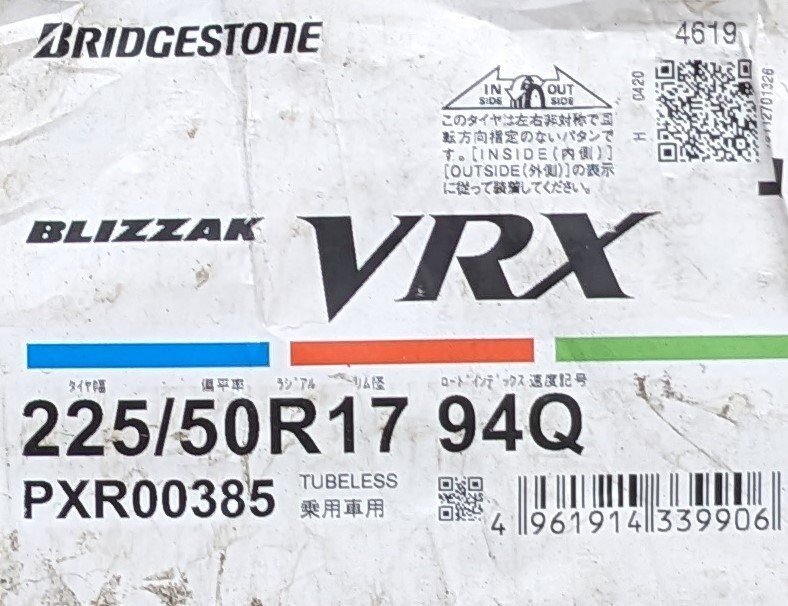 BRIDGESTONE
4619
IN SIDE OUT SIDE
H 0420
このタイヤは左右非対称で回
転方向指定のないパタンで
す。[INSIDE(内側)]
[OUTSIDE(外側)]の表示
に従って装着してください。
BLIZZAK VRX
タイヤ幅 偏平率 ラジアル リム径 ロードインデックス 速度記号
225/50R17 94Q
PXR00385
TUBELESS
乗用車用
4 961914 339906